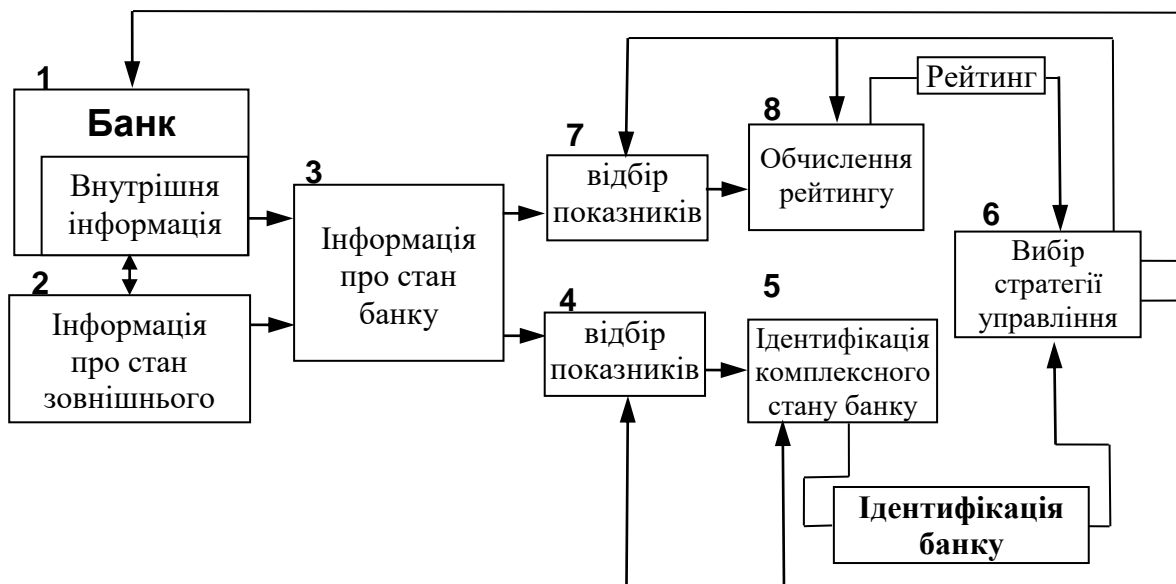 1
Банк
Внутрішня
інформація
2
Інформація
про стан
зовнішнього
3
Інформація
про стан
банку
7
відбір
показників
8
Обчислення
рейтингу
Рейтинг
4
відбір
показників
5
Ідентифікація
комплексного
стану банку
6
Вибір
стратегії
управління
Ідентифікація
банку